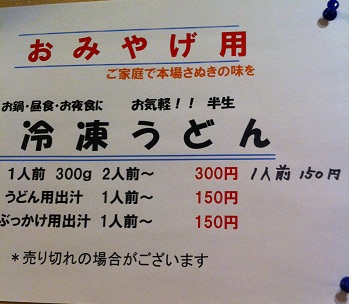 おみやげ用
ご家庭で本場さぬきの味を
お鍋・昼食・お夜食に お気軽！！ 半生
冷凍うどん
1人前 300g 2人前～ 300円 1人前 150円
うどん用出汁 1人前～ 150円
ぶっかけ用出汁 1人前～ 150円
*売り切れの場合がございます